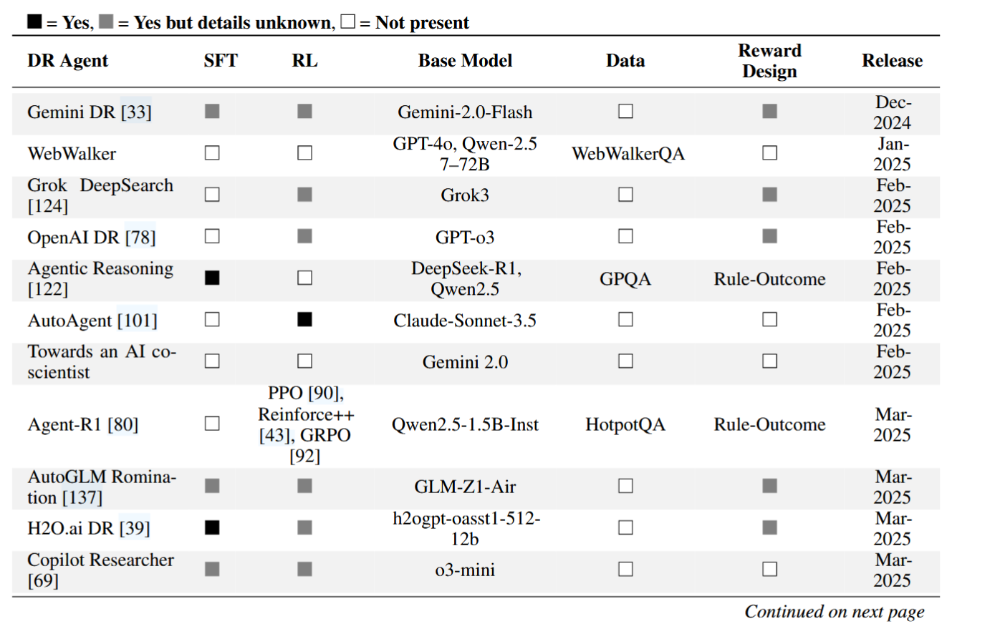 ■ = Yes, ■ = Yes but details unknown, □ = Not present
DR Agent SFT RL Base Model Data Reward Design Release
Gemini DR [33] ■ ■ Gemini-2.0-Flash □ ■ Dec-2024
WebWalker □ □ GPT-4o, Qwen-2.5 7–72B WebWalkerQA □ Jan-2025
Grok DeepSearch [124] □ ■ Grok3 □ ■ Feb-2025
OpenAI DR [78] □ ■ GPT-o3 □ ■ Feb-2025
Agentic Reasoning [122] ■ □ DeepSeek-R1, Qwen2.5 GPQA Rule-Outcome Feb-2025
AutoAgent [101] □ ■ Claude-Sonnet-3.5 □ □ Feb-2025
Towards an AI co-scientist □ □ Gemini 2.0 □ □ Feb-2025
Agent-R1 [80] □ PPO [90], Reinforce++ [43], GRPO [92] Qwen2.5-1.5B-Inst HotpotQA Rule-Outcome Mar-2025
AutoGLM Romina-tion [137] ■ ■ GLM-Z1-Air □ ■ Mar-2025
H2O.ai DR [39] ■ ■ h2ogpt-oasst1-512-12b □ ■ Mar-2025
Copilot Researcher [69] ■ ■ o3-mini □ □ Mar-2025
Continued on next page